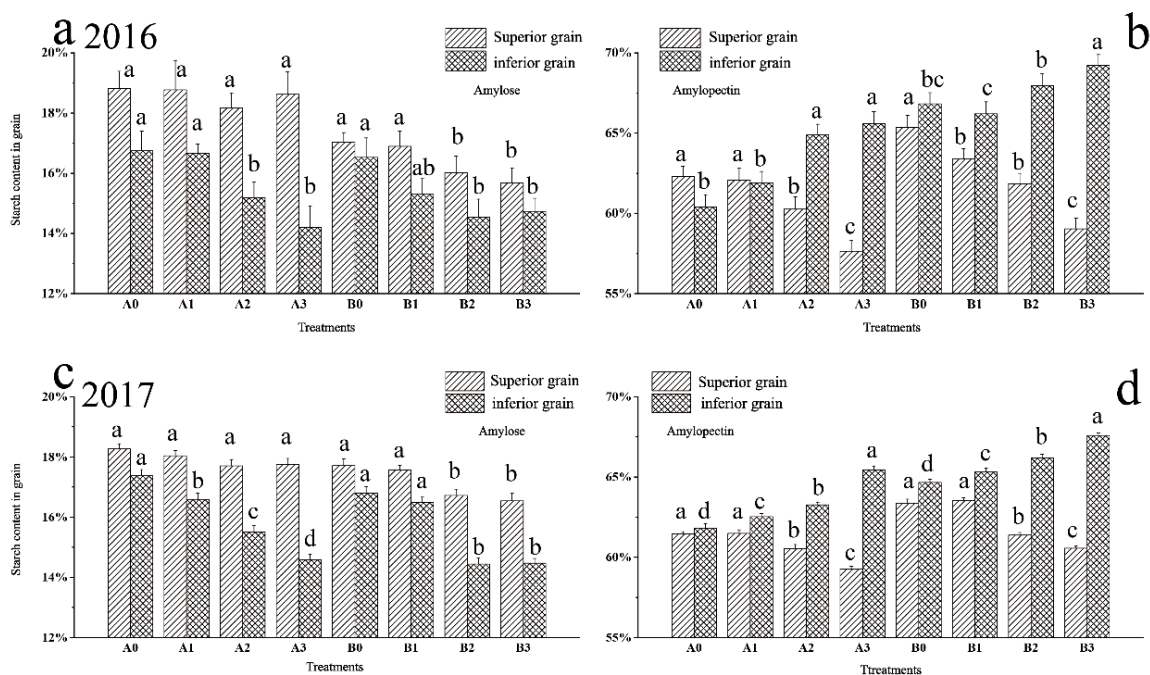 a 2016
20%
18%
16%
14%
12%
Starch content in grain
Superior grain
inferior grain
Amylose
a a a a a b a b a a a ab b b b b
A0 A1 A2 A3 B0 B1 B2 B3
Treatments
b
70%
65%
60%
55%
Superior grain
inferior grain
Amylopectin
a b a b b a c a a bc b c b b c a
A0 A1 A2 A3 B0 B1 B2 B3
Treatments
c 2017
20%
18%
16%
14%
12%
Starch content in grain
Superior grain
inferior grain
Amylose
a a a b a c a d a a a a b b b b
A0 A1 A2 A3 B0 B1 B2 B3
Treatments
d
70%
65%
60%
55%
Superior grain
inferior grain
Amylopectin
a d a c b b c a a d a c b b c a
A0 A1 A2 A3 B0 B1 B2 B3
Ttreatments